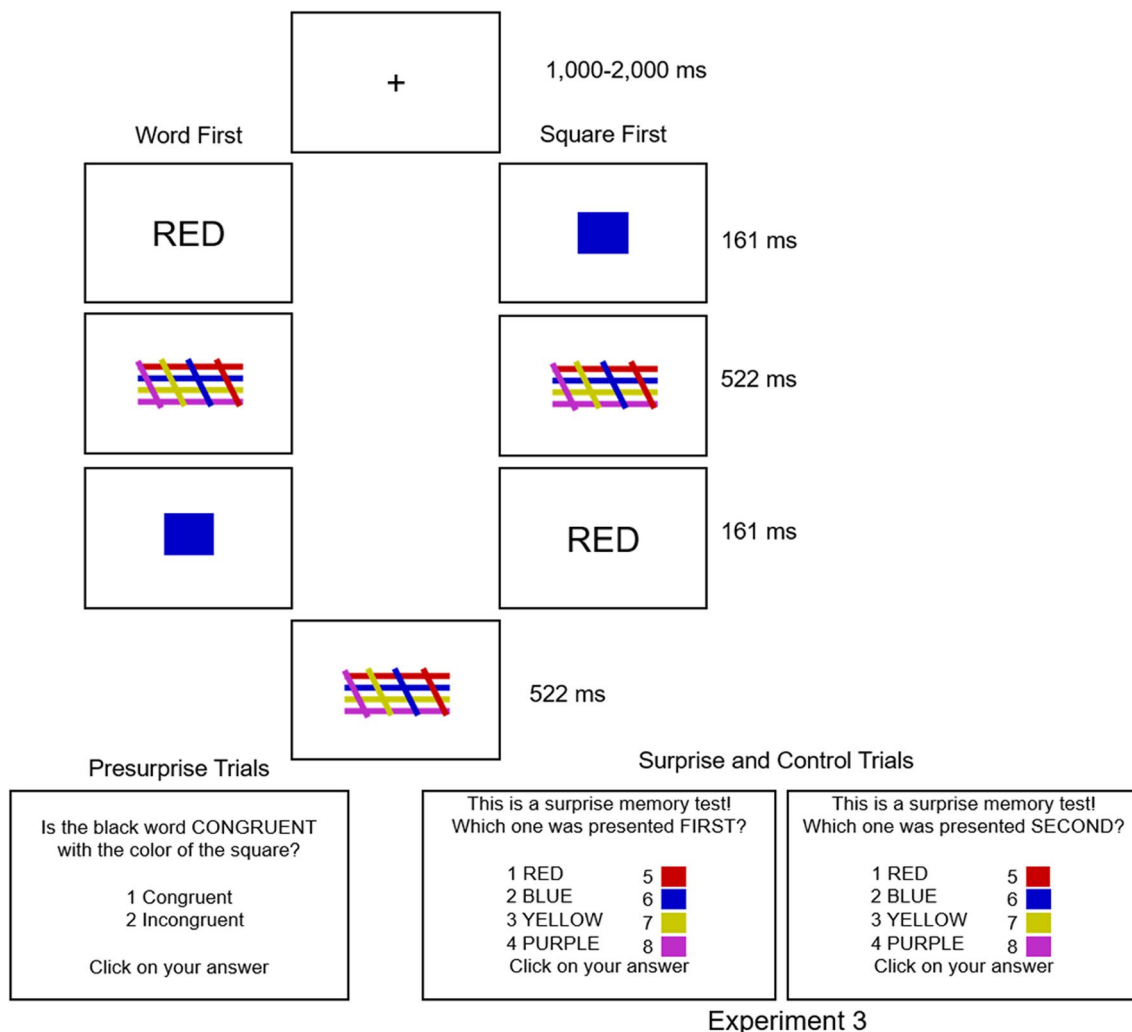 +
1,000-2,000 ms
Word First
Square First
RED
161 ms
522 ms
RED
161 ms
522 ms
Presurprise Trials
Is the black word CONGRUENT
with the color of the square?
1 Congruent
2 Incongruent
Click on your answer
Surprise and Control Trials
This is a surprise memory test!
Which one was presented FIRST?
1 RED 5
2 BLUE 6
3 YELLOW 7
4 PURPLE 8
Click on your answer
This is a surprise memory test!
Which one was presented SECOND?
1 RED 5
2 BLUE 6
3 YELLOW 7
4 PURPLE 8
Click on your answer
Experiment 3